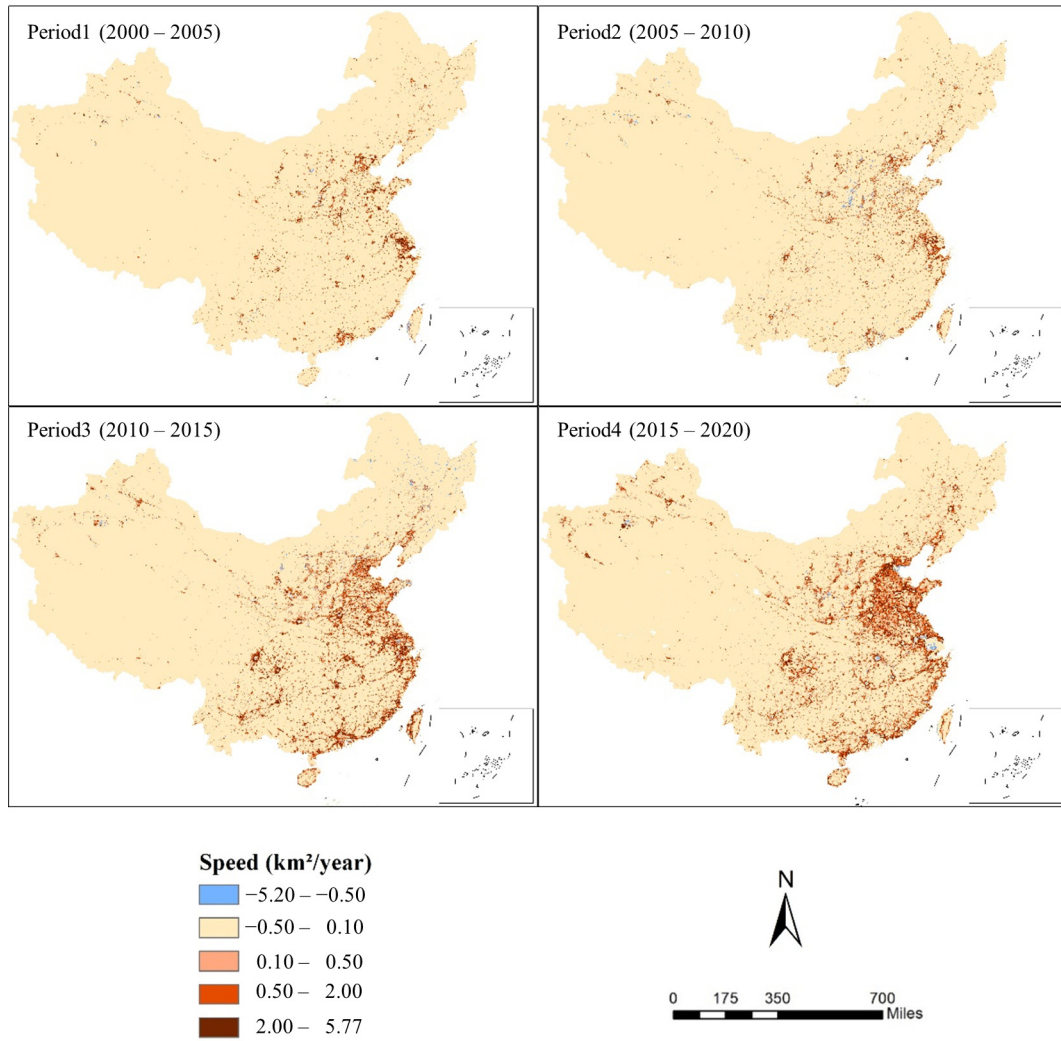 Period1 (2000 – 2005)
Period2 (2005 – 2010)
Period3 (2010 – 2015)
Period4 (2015 – 2020)
Speed (km²/year)
−5.20 – −0.50
−0.50 – 0.10
0.10 – 0.50
0.50 – 2.00
2.00 – 5.77
N
0 175 350 700
Miles